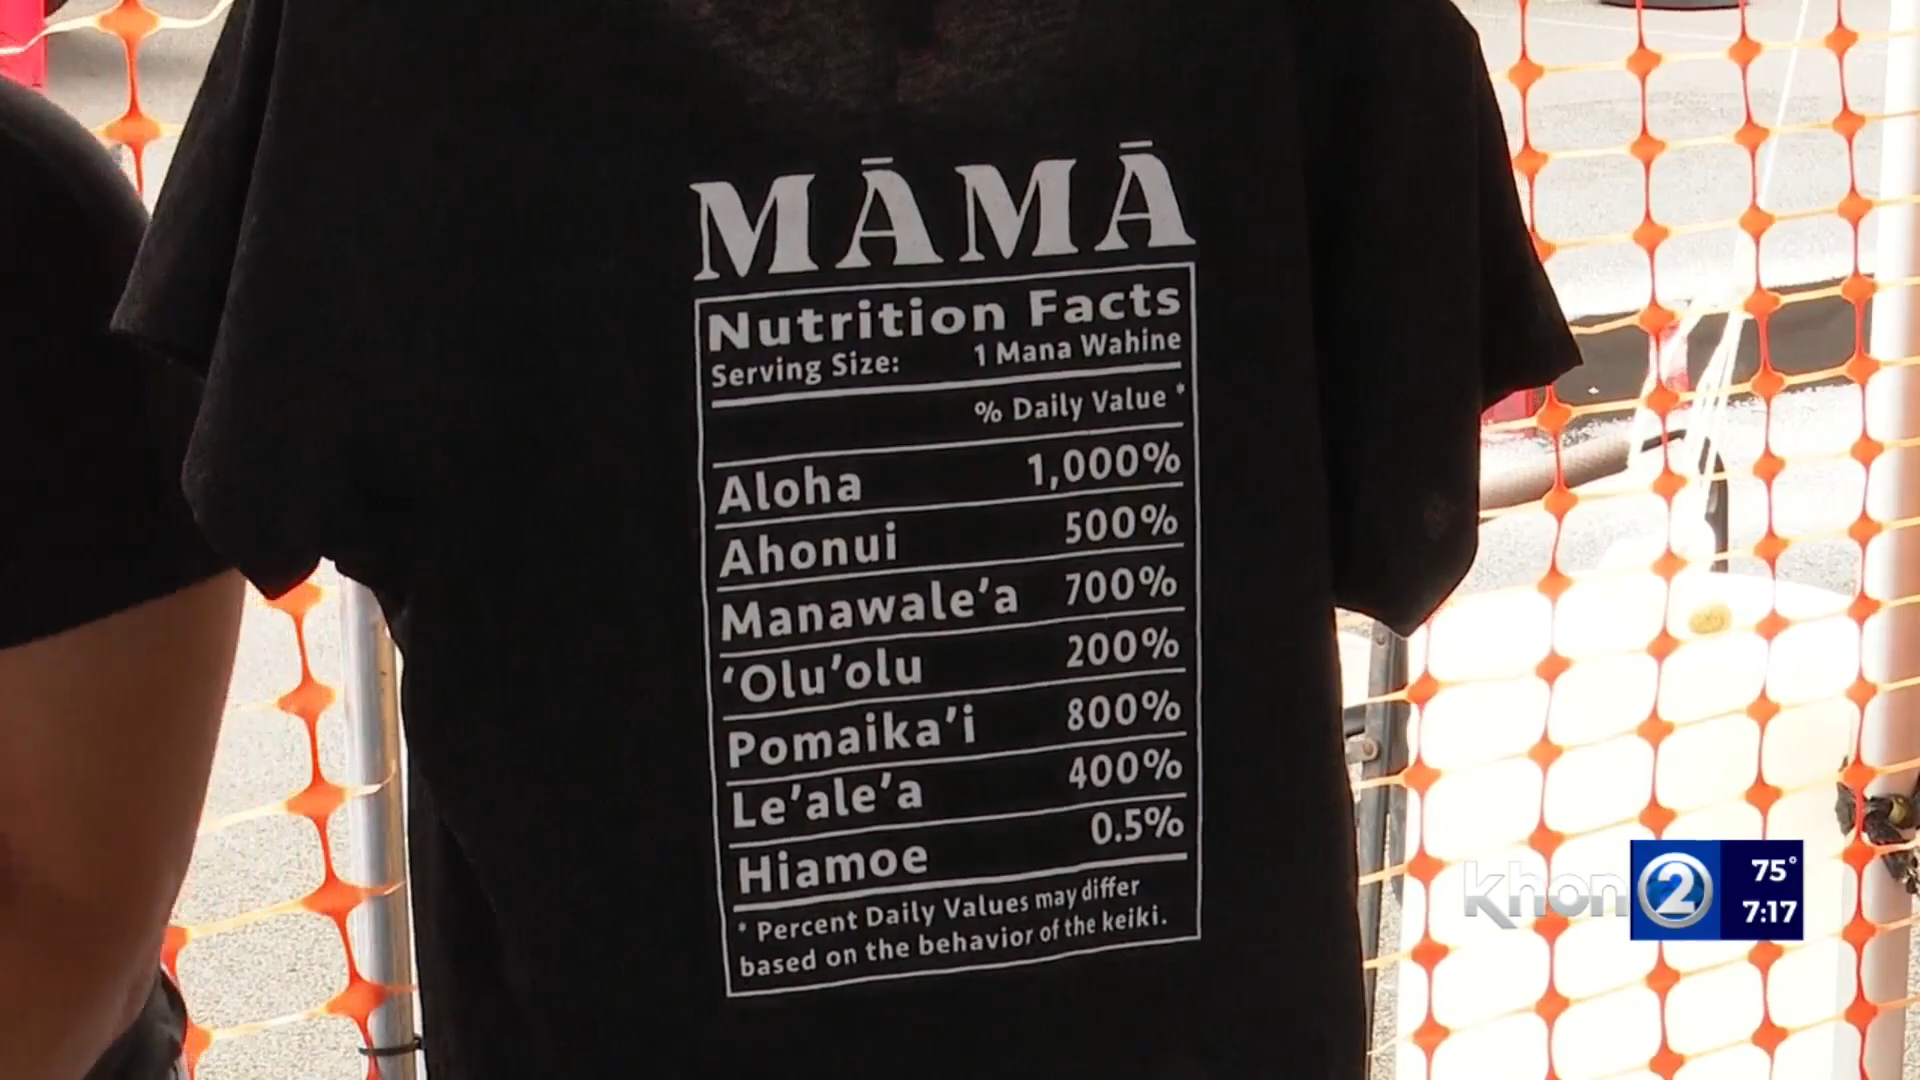 MĀMĀ
Nutrition Facts
Serving Size: 1 Mana Wahine
% Daily Value *
Aloha 1,000%
Ahonui 500%
Manawale’a 700%
‘Olu’olu 200%
Pomaika’i 800%
Le’ale’a 400%
Hiamoe 0.5%
* Percent Daily Values may differ
based on the behavior of the keiki.
khon 2 75°
7:17